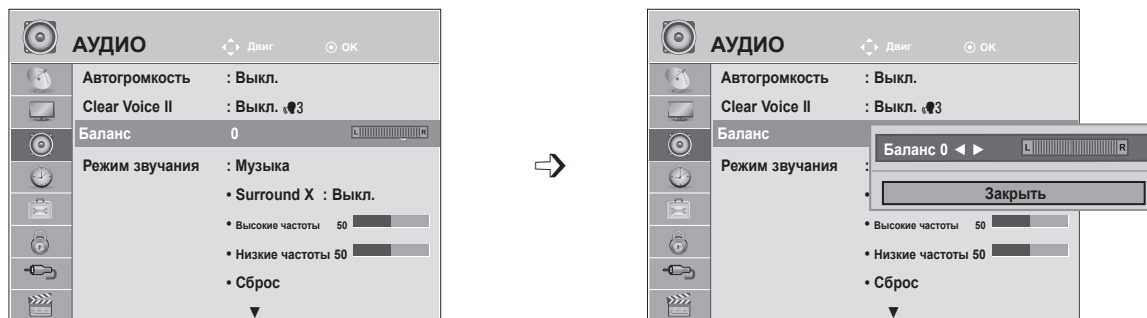 АУДИО Двиг ОК
Автогромкость : Выкл.
Clear Voice II : Выкл. 3
Баланс 0 L R
Режим звучания : Музыка
• Surround X : Выкл.
• Высокие частоты 50
• Низкие частоты 50
• Сброс
АУДИО Двиг ОК
Автогромкость : Выкл.
Clear Voice II : Выкл. 3
Баланс
Режим звучания :
Баланс 0 ◄ ► L R
Закрыть
•
• Высокие частоты 50
• Низкие частоты 50
• Сброс